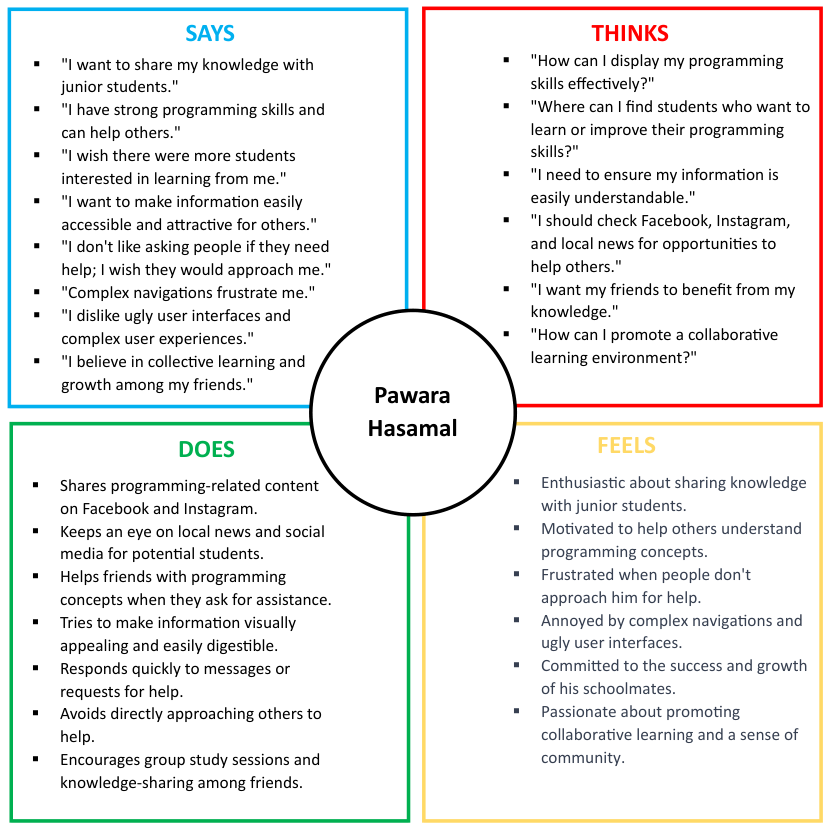 SAYS
▪ "I want to share my knowledge with
junior students."
▪ "I have strong programming skills and
can help others."
▪ "I wish there were more students
interested in learning from me."
▪ "I want to make information easily
accessible and attractive for others."
▪ "I don't like asking people if they need
help; I wish they would approach me."
▪ "Complex navigations frustrate me."
▪ "I dislike ugly user interfaces and
complex user experiences."
▪ "I believe in collective learning and
growth among my friends."
THINKS
▪ "How can I display my programming
skills effectively?"
▪ "Where can I find students who want to
learn or improve their programming
skills?"
▪ "I need to ensure my information is
easily understandable."
▪ "I should check Facebook, Instagram,
and local news for opportunities to
help others."
▪ "I want my friends to benefit from my
knowledge."
▪ "How can I promote a collaborative
learning environment?"
Pawara
Hasamal
DOES
▪ Shares programming-related content
on Facebook and Instagram.
▪ Keeps an eye on local news and social
media for potential students.
▪ Helps friends with programming
concepts when they ask for assistance.
▪ Tries to make information visually
appealing and easily digestible.
▪ Responds quickly to messages or
requests for help.
▪ Avoids directly approaching others to
help.
▪ Encourages group study sessions and
knowledge-sharing among friends.
FEELS
▪ Enthusiastic about sharing knowledge
with junior students.
▪ Motivated to help others understand
programming concepts.
▪ Frustrated when people don't
approach him for help.
▪ Annoyed by complex navigations and
ugly user interfaces.
▪ Committed to the success and growth
of his schoolmates.
▪ Passionate about promoting
collaborative learning and a sense of
community.